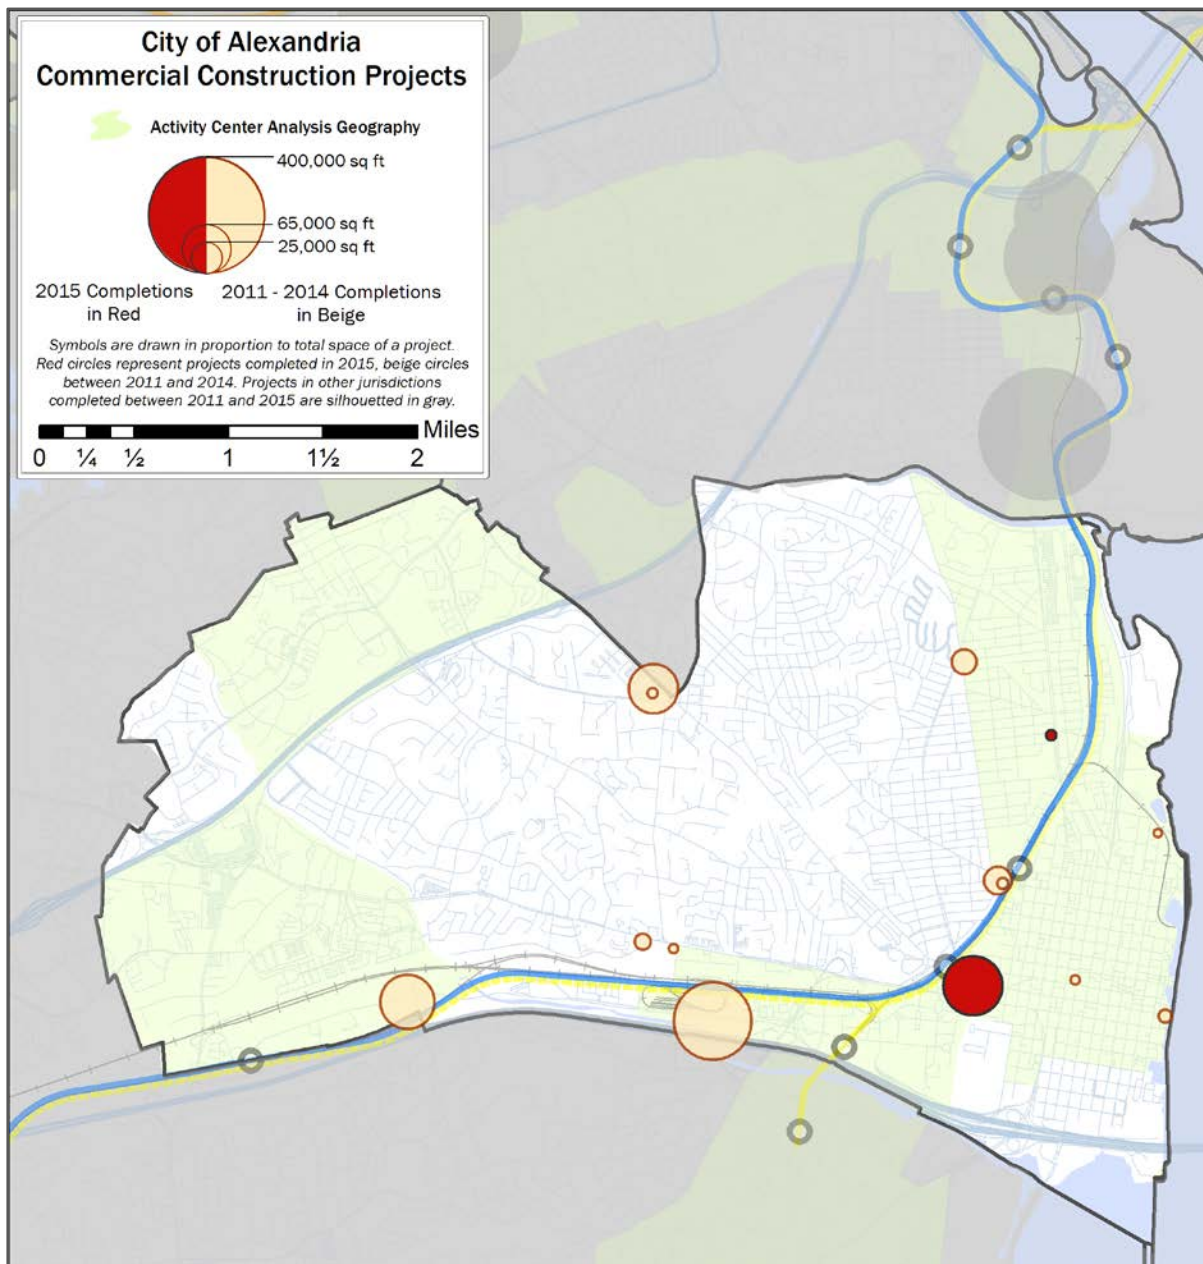 City of Alexandria
Commercial Construction Projects
Activity Center Analysis Geography
400,000 sq ft
65,000 sq ft
25,000 sq ft
2015 Completions
in Red
2011 - 2014 Completions
in Beige
Symbols are drawn in proportion to total space of a project.
Red circles represent projects completed in 2015, beige circles
between 2011 and 2014. Projects in other jurisdictions
completed between 2011 and 2015 are silhouetted in gray.
Miles
0 ¼ ½ 1 1½ 2